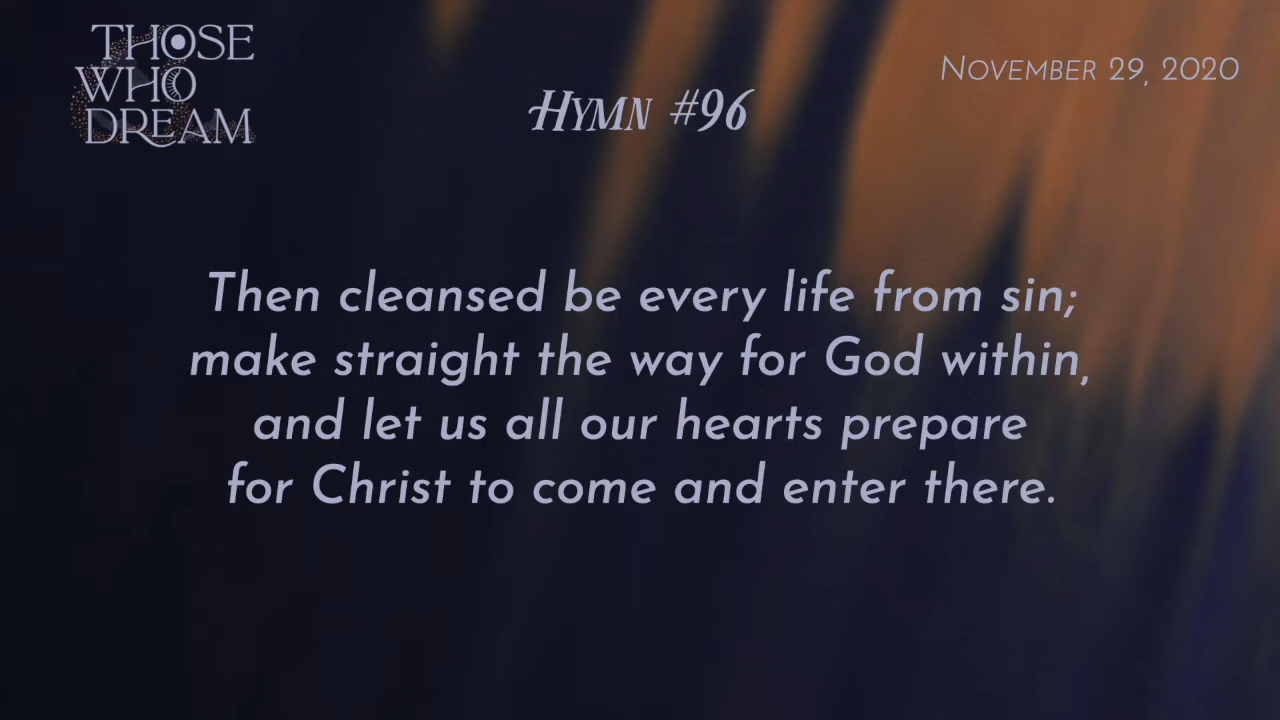 THOSE
WHO
DREAM
NOVEMBER 29, 2020
HYMN #96
Then cleansed be every life from sin;
make straight the way for God within,
and let us all our hearts prepare
for Christ to come and enter there.